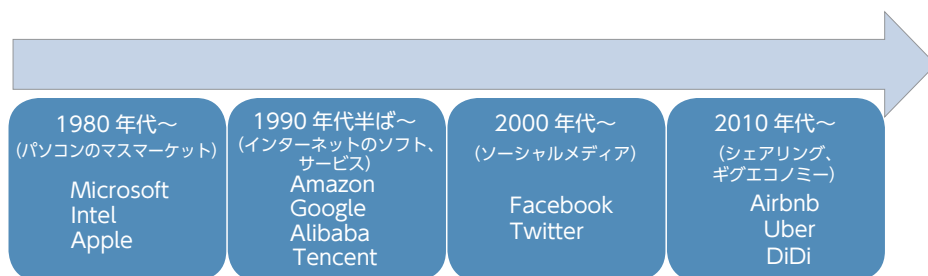 1980 年代~
(パソコンのマスマーケット)
Microsoft
Intel
Apple
1990 年代半ば~
(インターネットのソフト、
サービス)
Amazon
Google
Alibaba
Tencent
2000 年代~
(ソーシャルメディア)
Facebook
Twitter
2010 年代~
(シェアリング、
ギグエコノミー)
Airbnb
Uber
DiDi